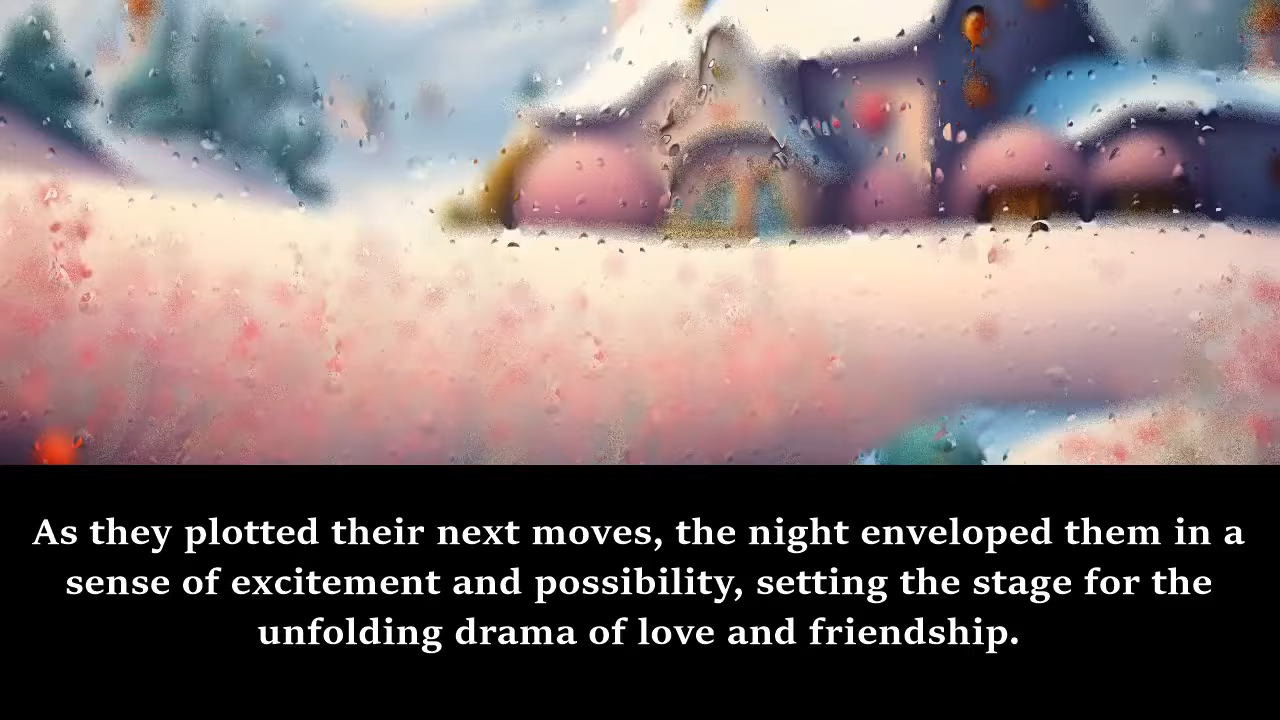 As they plotted their next moves, the night enveloped them in a
sense of excitement and possibility, setting the stage for the
unfolding drama of love and friendship.